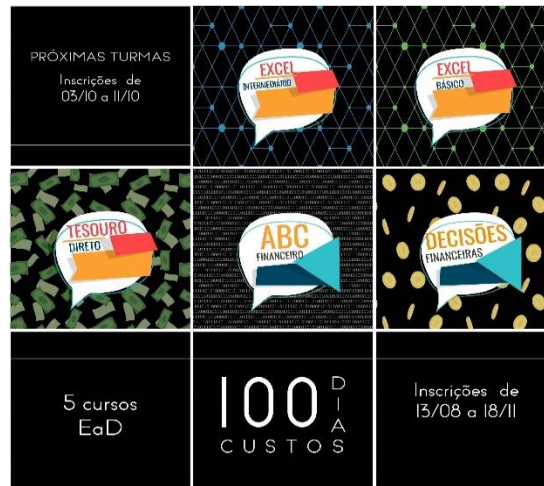 PRÓXIMAS TURMAS
Inscrições de
03/10 a 11/10
EXCEL
INTERMEDIÁRIO
EXCEL
BÁSICO
TESOURO
DIRETO
ABC
FINANCEIRO
DECISÕES
FINANCEIRAS
5 cursos
EaD
100 DIAS
CUSTOS
Inscrições de
13/08 a 18/11